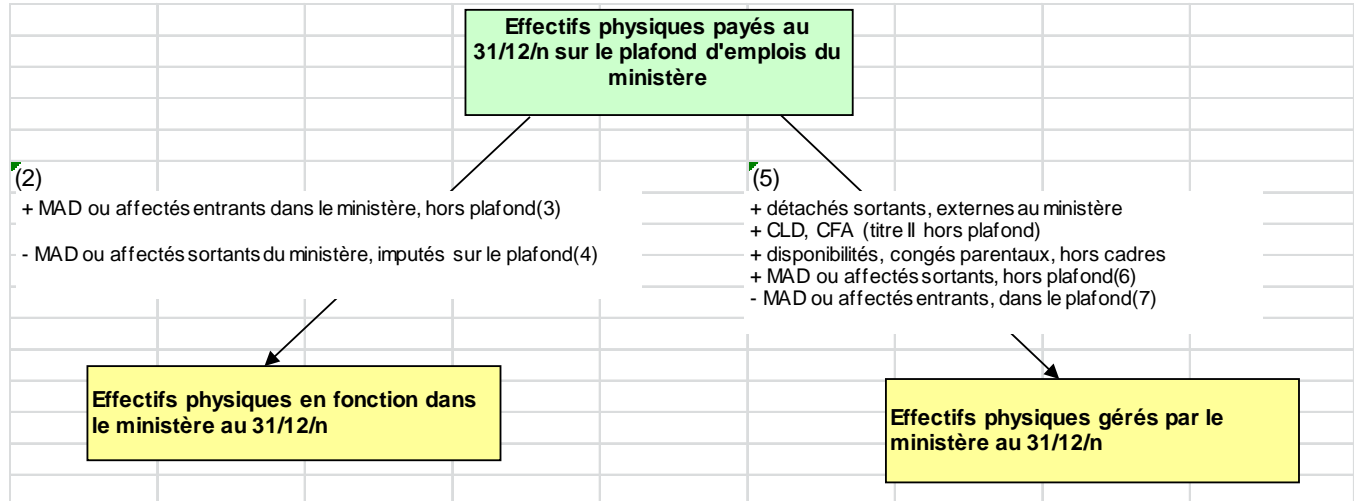 Effectifs physiques payés au
31/12/n sur le plafond d'emplois du
ministère
(2)
+ MAD ou affectés entrants dans le ministère, hors plafond(3)
- MAD ou affectés sortants du ministère, imputés sur le plafond(4)
(5)
+ détachés sortants, externes au ministère
+ CLD, CFA (titre II hors plafond)
+ disponibilités, congés parentaux, hors cadres
+ MAD ou affectés sortants, hors plafond(6)
- MAD ou affectés entrants, dans le plafond(7)
Effectifs physiques en fonction dans
le ministère au 31/12/n
Effectifs physiques gérés par le
ministère au 31/12/n